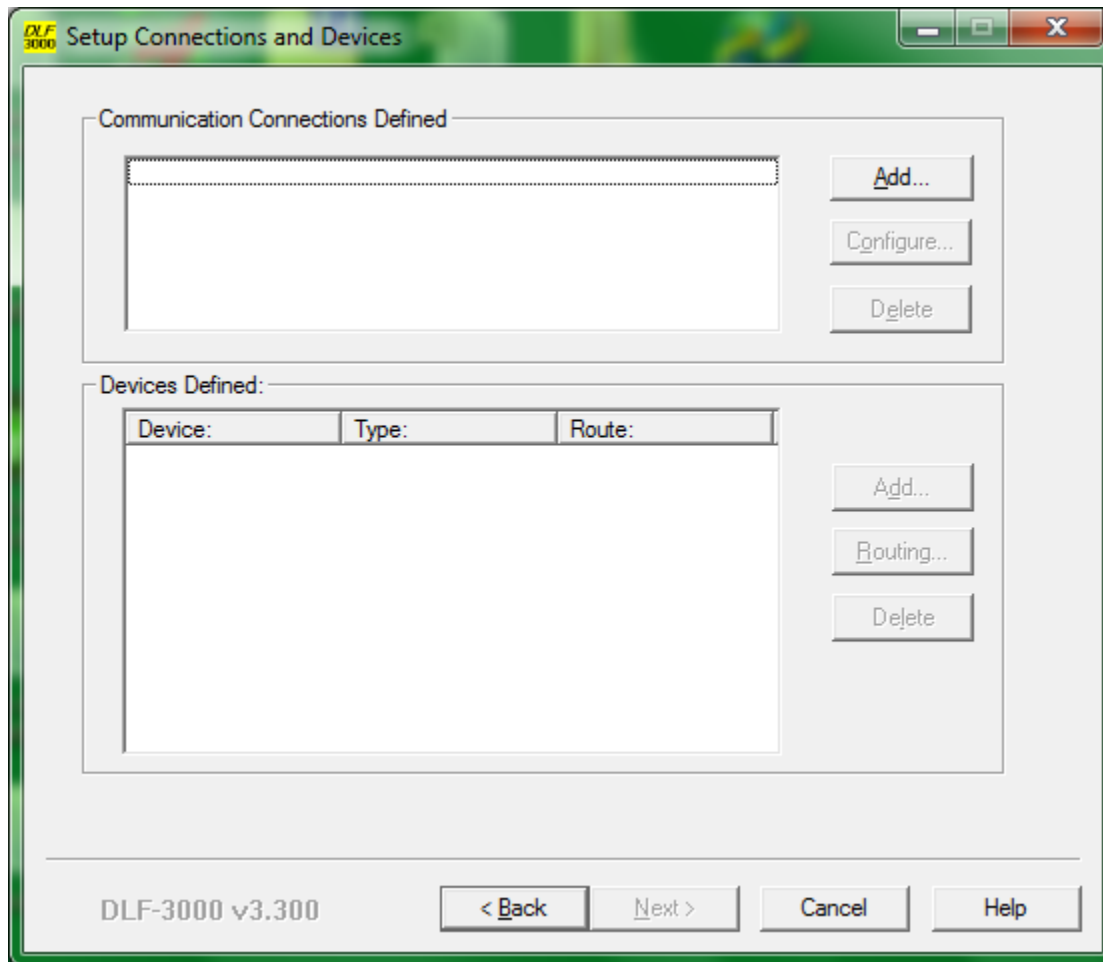 DLF
3000
Setup Connections and Devices
Communication Connections Defined
Add...
Configure...
Delete
Devices Defined:
Device: Type: Route:
Add...
Routing...
Delete
DLF-3000 v3.300
< Back Next > Cancel Help